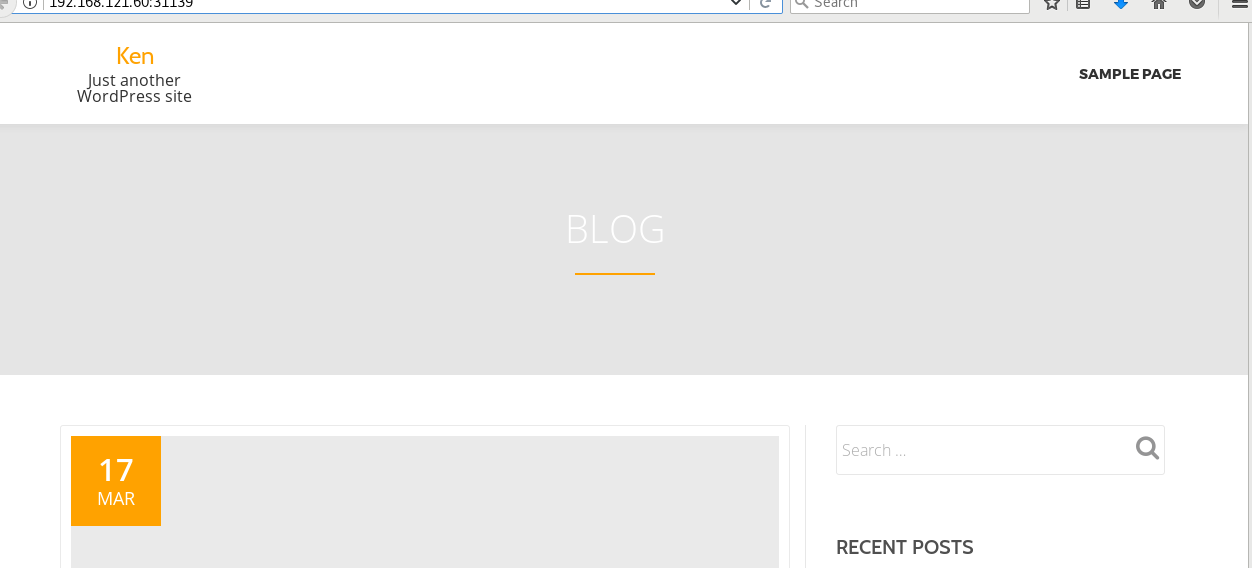 192.168.121.60:31139
Search
Ken
Just another
WordPress site
SAMPLE PAGE
BLOG
17
MAR
Search ...
RECENT POSTS